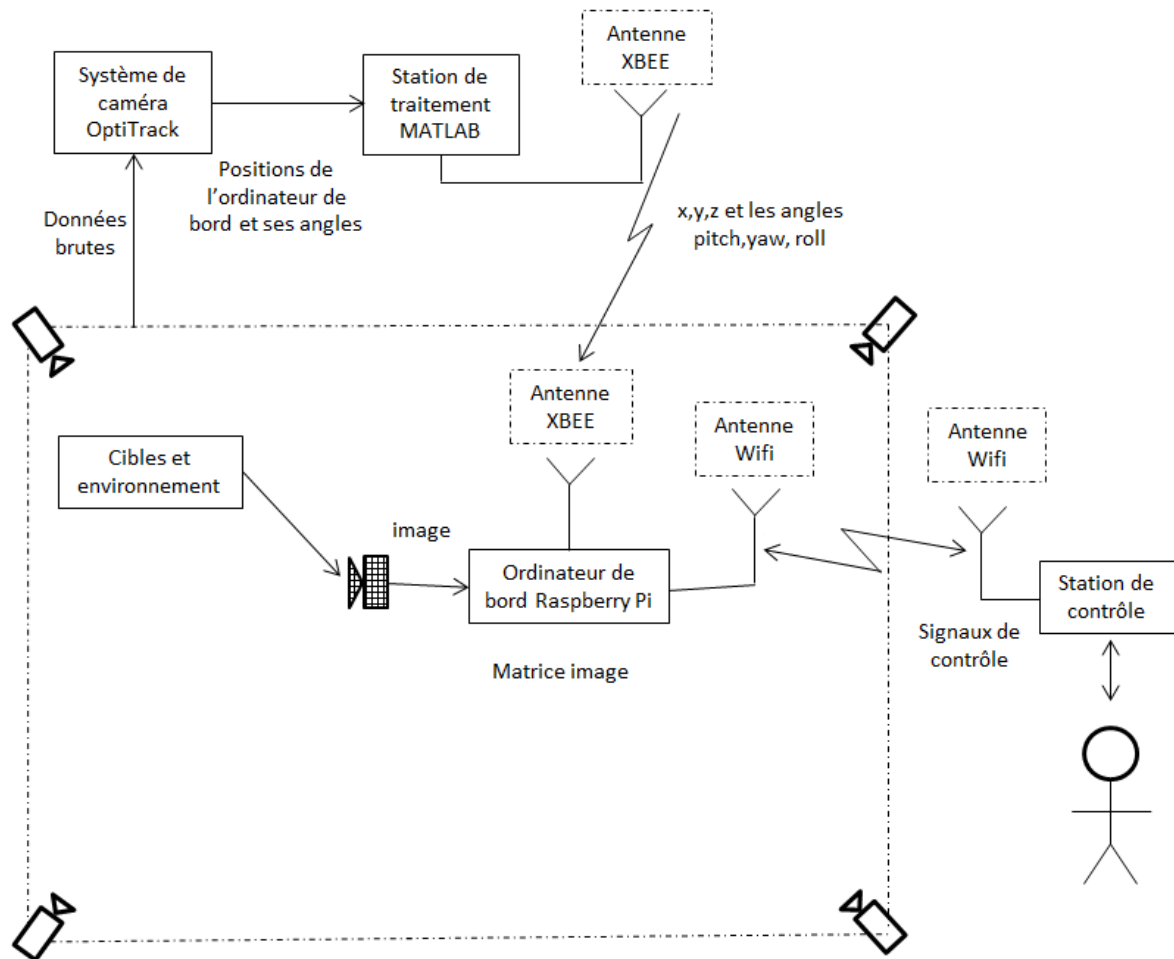 Système de
caméra
OptiTrack
Station de
traitement
MATLAB
Antenne
XBEE
Positions de
l'ordinateur de
bord et ses angles
Données
brutes
x,y,z et les angles
pitch,yaw, roll
Antenne
XBEE
Antenne
Wifi
Antenne
Wifi
Cibles et
environnement
image
Ordinateur de
bord Raspberry Pi
Matrice image
Station de
contrôle
Signaux de
contrôle